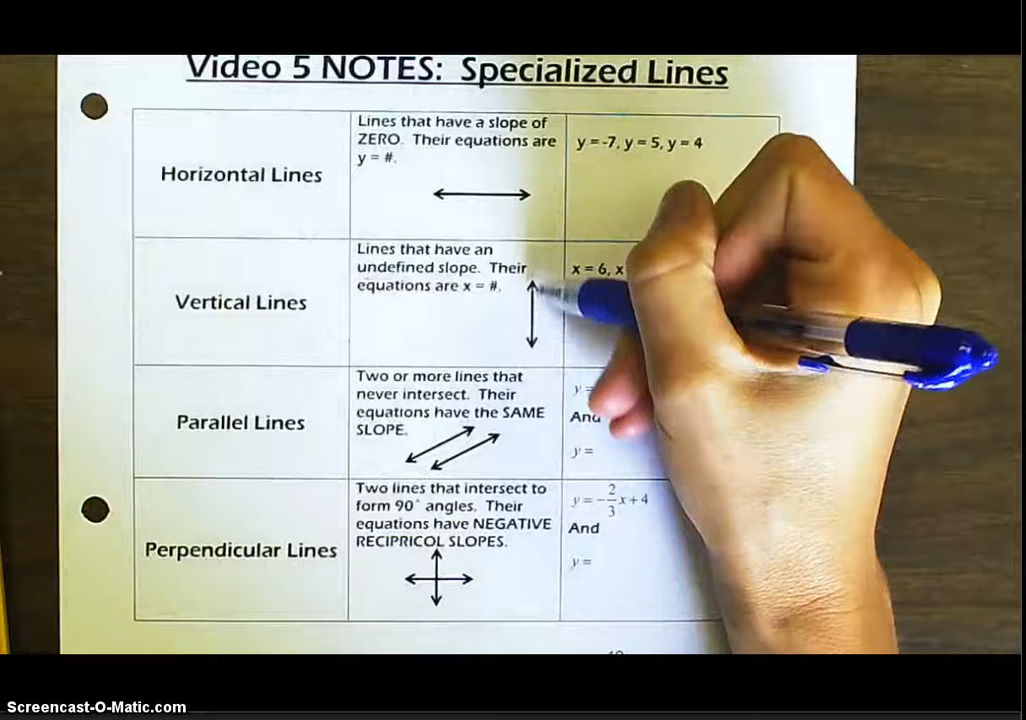 Video 5 NOTES: Specialized Lines
Horizontal Lines
Lines that have a slope of
ZERO. Their equations are
y = #.
y = -7, y = 5, y = 4
Vertical Lines
Lines that have an
undefined slope. Their
equations are x = #.
x = 6, x
Parallel Lines
Two or more lines that
never intersect. Their
equations have the SAME
SLOPE.
y =
And
y =
Perpendicular Lines
Two lines that intersect to
form 90° angles. Their
equations have NEGATIVE
RECIPRICOL SLOPES.
y = -2/3 x + 4
And
y =
Screencast-O-Matic.com